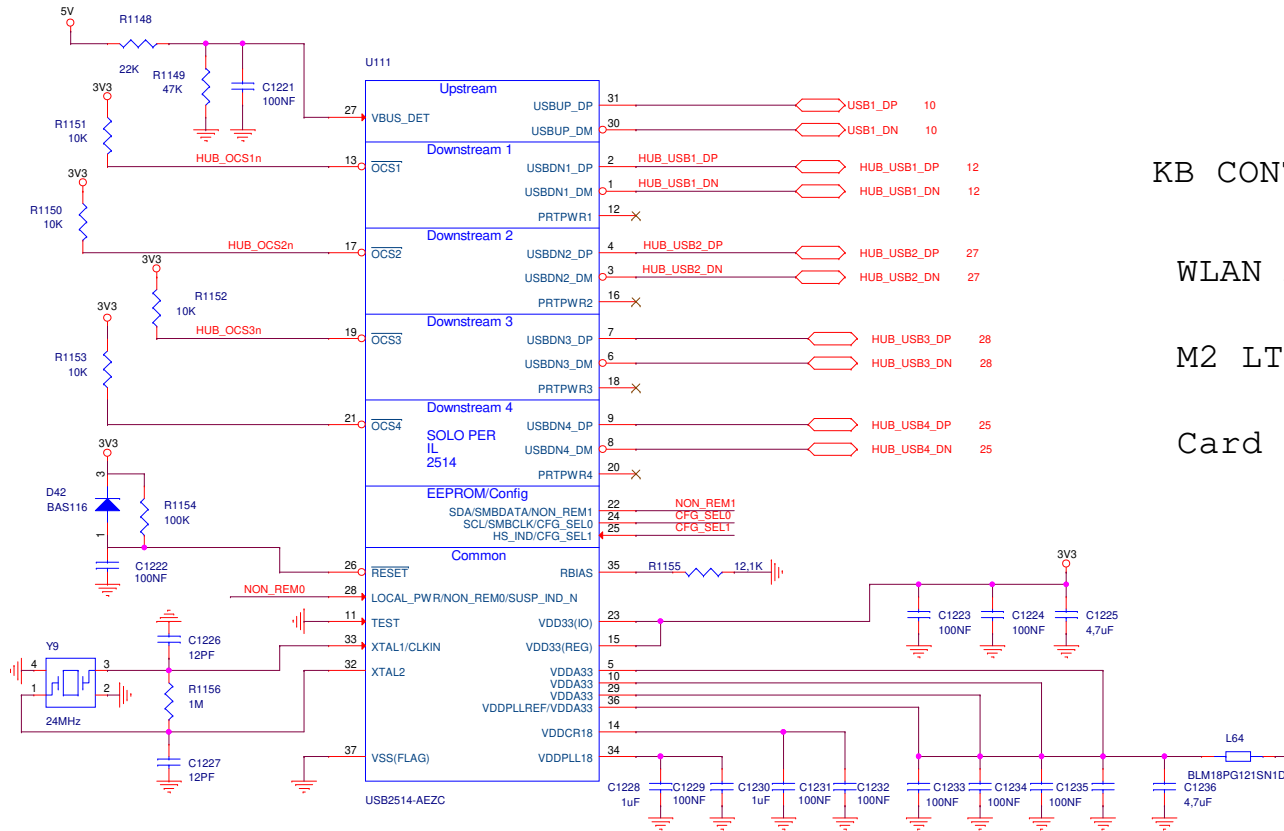 5V
R1148
22K
R1149
47K
C1221
100NF
U111
3V3
R1151
10K
HUB_OCS1n
3V3
R1150
10K
HUB_OCS2n
3V3
R1152
10K
HUB_OCS3n
3V3
R1153
10K
3V3
D42
BAS116
3
1
R1154
100K
C1222
100NF
NON_REM0
C1226
12PF
Y9
4
3
1
2
24MHz
R1156
1M
C1227
12PF
Upstream
27 VBUS_DET
USBUP_DP 31
USBUP_DM 30
USB1_DP 10
USB1_DN 10
Downstream 1
13 OCS1
USBDN1_DP 2 HUB_USB1_DP
USBDN1_DM 1 HUB_USB1_DN
PRTPWR1 12
HUB_USB1_DP 12
HUB_USB1_DN 12
KB CONT
Downstream 2
17 OCS2
USBDN2_DP 4 HUB_USB2_DP
USBDN2_DM 3 HUB_USB2_DN
PRTPWR2 16
HUB_USB2_DP 27
HUB_USB2_DN 27
WLAN
Downstream 3
19 OCS3
USBDN3_DP 7
USBDN3_DM 6
PRTPWR3 18
HUB_USB3_DP 28
HUB_USB3_DN 28
M2 LT
Downstream 4
21 OCS4
SOLO PER
IL
2514
USBDN4_DP 9
USBDN4_DM 8
PRTPWR4 20
HUB_USB4_DP 25
HUB_USB4_DN 25
Card
EEPROM/Config
SDA/SMBDATA/NON_REM1 22 NON_REM1
SCL/SMBCLK/CFG_SEL0 24 CFG_SEL0
HS_IND/CFG_SEL1 25 CFG_SEL1
Common
26 RESET
28 LOCAL_PWR/NON_REM0/SUSP_IND_N
11 TEST
33 XTAL1/CLKIN
32 XTAL2
37 VSS(FLAG)
RBIAS 35
R1155 12,1K
VDD33(IO) 23
VDD33(REG) 15
VDDA33 5
VDDA33 10
VDDA33 29
VDDPLLREF/VDDA33 36
VDDCR18 14
VDDPLL18 34
USB2514-AEZC
3V3
C1223
100NF
C1224
100NF
C1225
4,7uF
C1228
1uF
C1229
100NF
C1230
1uF
C1231
100NF
C1232
100NF
C1233
100NF
C1234
100NF
C1235
100NF
C1236
4,7uF
L64
BLM18PG121SN1D